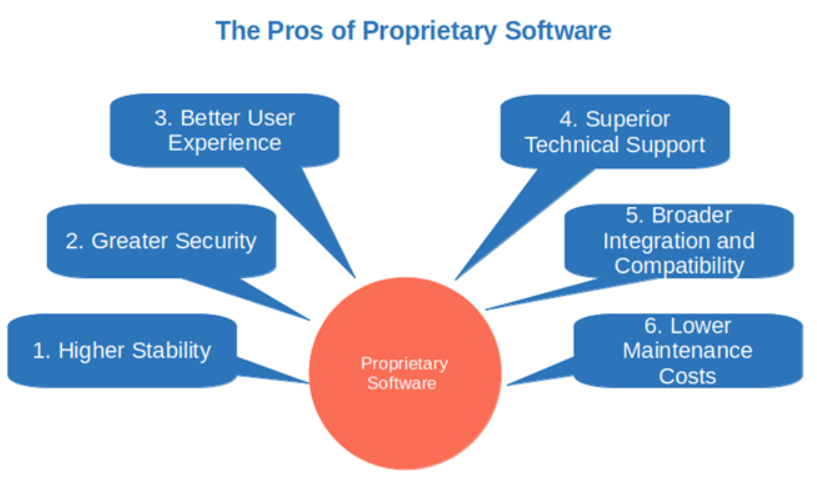 The Pros of Proprietary Software
3. Better User
Experience
4. Superior
Technical Support
2. Greater Security
5. Broader
Integration and
Compatibility
1. Higher Stability
6. Lower
Maintenance
Costs
Proprietary
Software